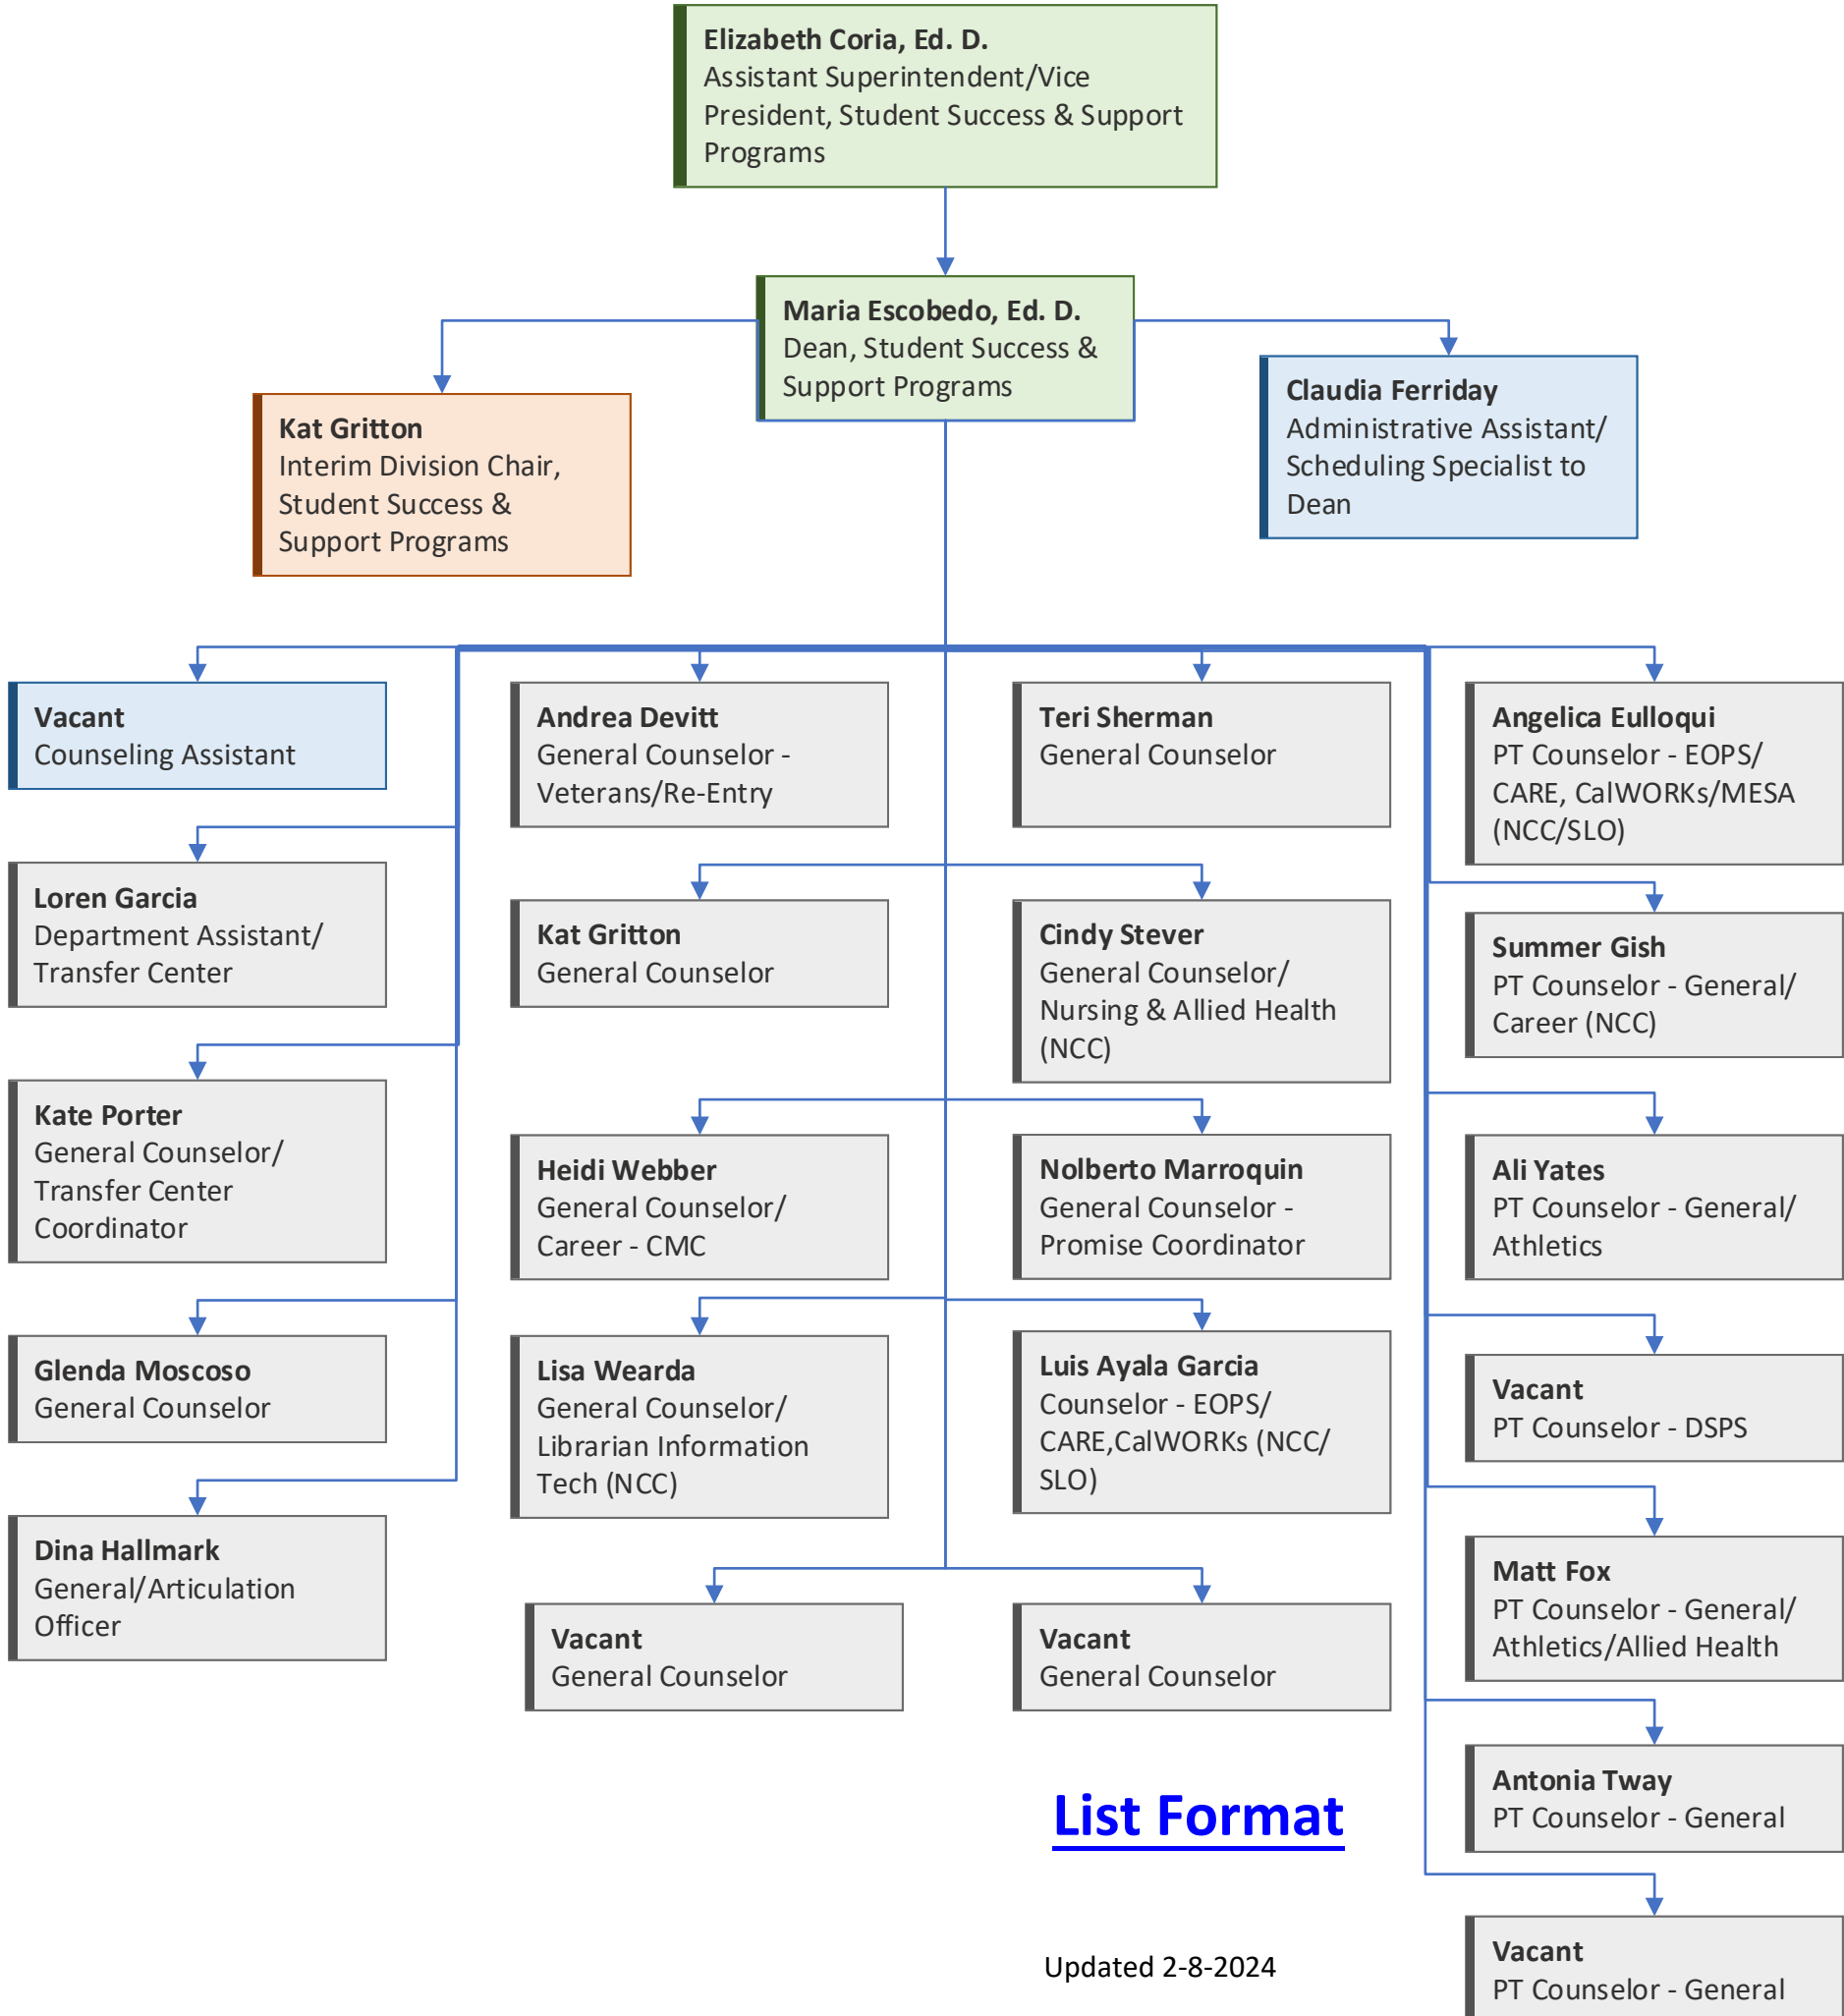 Elizabeth Coria, Ed. D.
Assistant Superintendent/Vice
President, Student Success & Support
Programs
Maria Escobedo, Ed. D.
Dean, Student Success &
Support Programs
Kat Gritton
Interim Division Chair,
Student Success &
Support Programs
Claudia Ferriday
Administrative Assistant/
Scheduling Specialist to
Dean
Vacant
Counseling Assistant
Loren Garcia
Department Assistant/
Transfer Center
Kate Porter
General Counselor/
Transfer Center
Coordinator
Glenda Moscoso
General Counselor
Dina Hallmark
General/Articulation
Officer
Andrea Devitt
General Counselor -
Veterans/Re-Entry
Kat Gritton
General Counselor
Heidi Webber
General Counselor/
Career - CMC
Lisa Wearda
General Counselor/
Librarian Information
Tech (NCC)
Vacant
General Counselor
Teri Sherman
General Counselor
Cindy Stever
General Counselor/
Nursing & Allied Health
(NCC)
Nolberto Marroquin
General Counselor -
Promise Coordinator
Luis Ayala Garcia
Counselor - EOPS/
CARE,CalWORKs (NCC/
SLO)
Vacant
General Counselor
Angelica Eulloqui
PT Counselor - EOPS/
CARE, CalWORKs/MESA
(NCC/SLO)
Summer Gish
PT Counselor - General/
Career (NCC)
Ali Yates
PT Counselor - General/
Athletics
Vacant
PT Counselor - DSPS
Matt Fox
PT Counselor - General/
Athletics/Allied Health
Antonia Tway
PT Counselor - General
Vacant
PT Counselor - General
List Format
Updated 2-8-2024